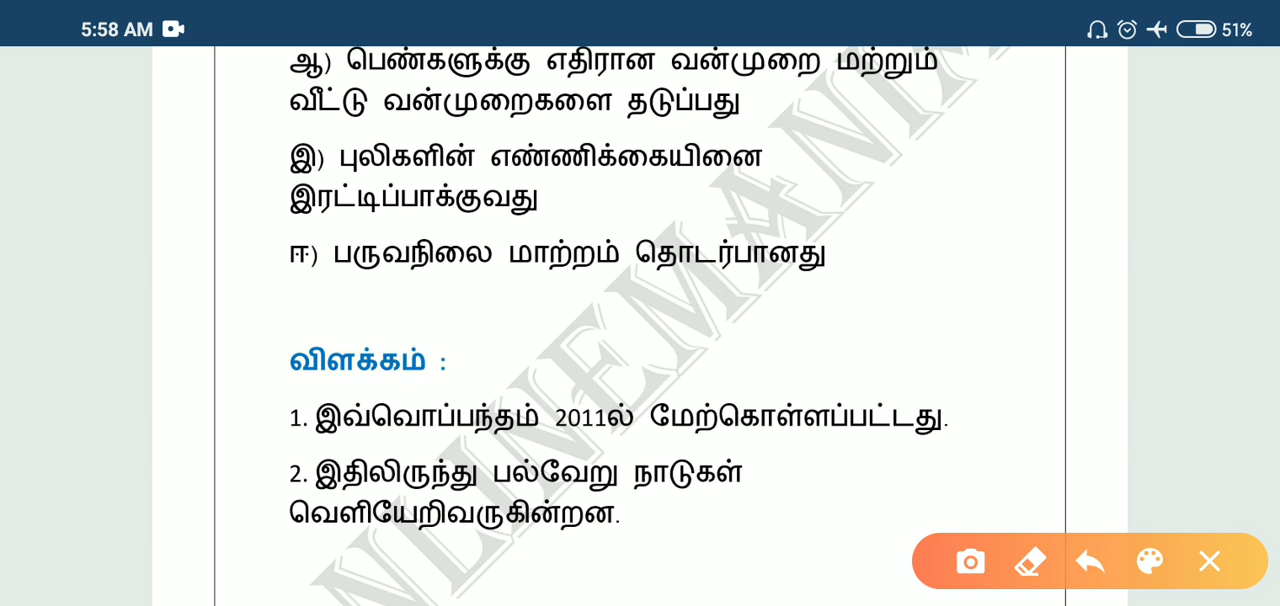 5:58 AM 51%
ஆ) பெண்களுக்கு எதிரான வன்முறை மற்றும்
வீட்டு வன்முறைகளை தடுப்பது
இ) புலிகளின் எண்ணிக்கையினை
இரட்டிப்பாக்குவது
ஈ) பருவநிலை மாற்றம் தொடர்பானது
விளக்கம் :
1. இவ்வொப்பந்தம் 2011ல் மேற்கொள்ளப்பட்டது.
2. இதிலிருந்து பல்வேறு நாடுகள்
வெளியேறிவருகின்றன.
NLINEMANIM